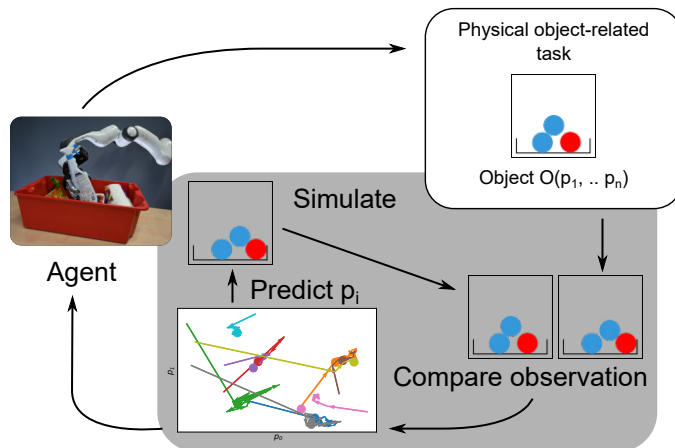 Physical object-related
task
Object O(p₁, .. pₙ)
Simulate
Agent
Predict pᵢ
p₁
p₀
Compare observation